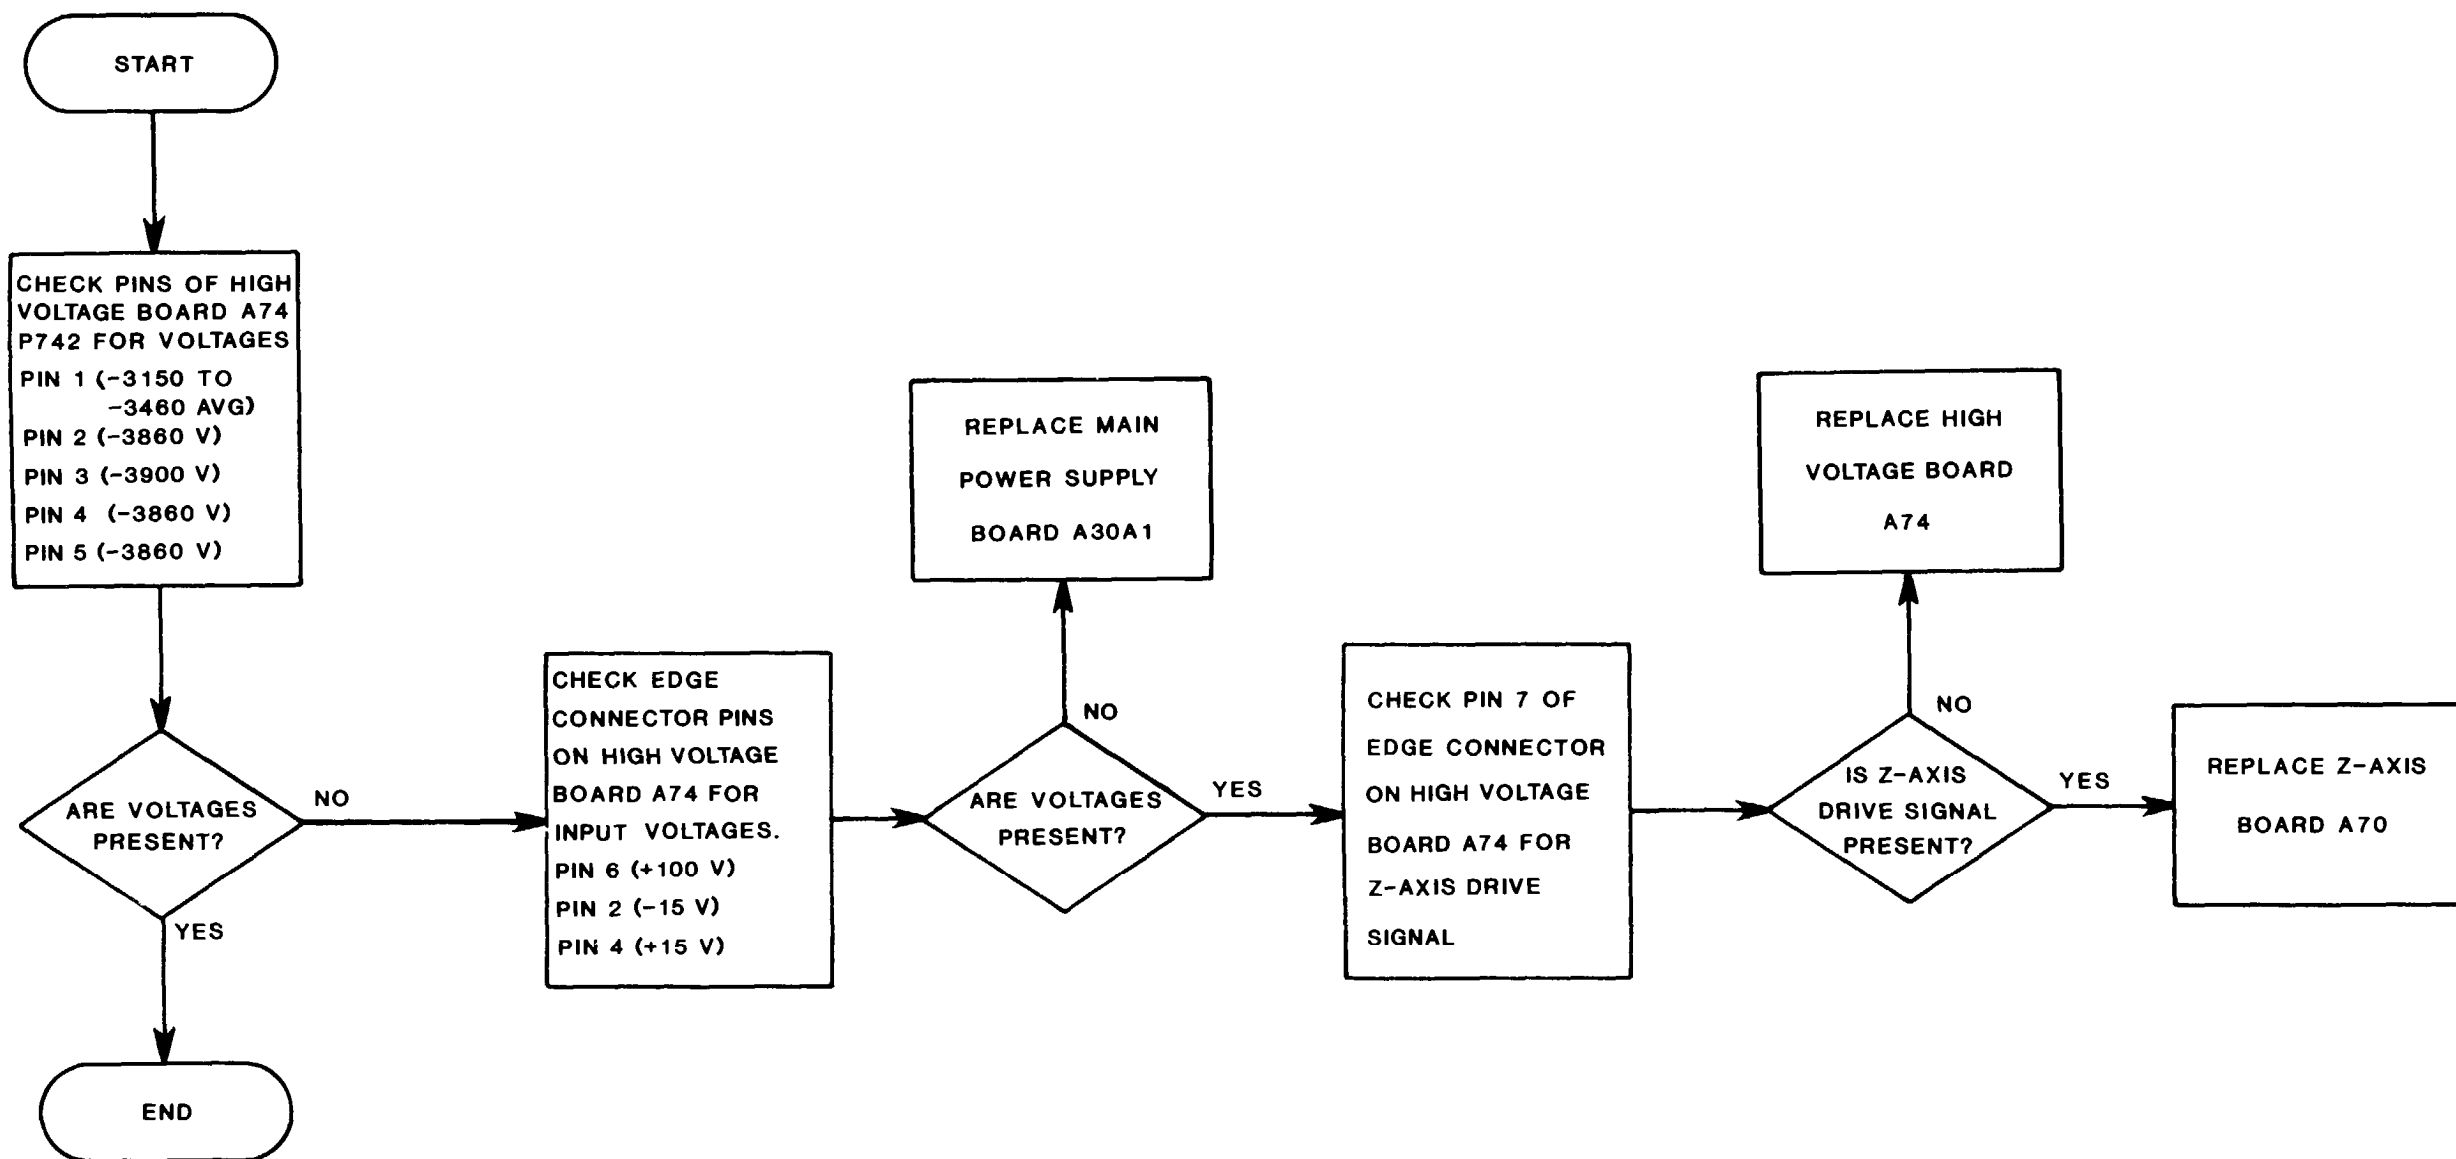 START
CHECK PINS OF HIGH
VOLTAGE BOARD A74
P742 FOR VOLTAGES
PIN 1 (-3150 TO
-3460 AVG)
PIN 2 (-3860 V)
PIN 3 (-3900 V)
PIN 4 (-3860 V)
PIN 5 (-3860 V)
ARE VOLTAGES
PRESENT?
NO
YES
END
CHECK EDGE
CONNECTOR PINS
ON HIGH VOLTAGE
BOARD A74 FOR
INPUT VOLTAGES.
PIN 6 (+100 V)
PIN 2 (-15 V)
PIN 4 (+15 V)
ARE VOLTAGES
PRESENT?
NO
REPLACE MAIN
POWER SUPPLY
BOARD A30A1
YES
CHECK PIN 7 OF
EDGE CONNECTOR
ON HIGH VOLTAGE
BOARD A74 FOR
Z-AXIS DRIVE
SIGNAL
IS Z-AXIS
DRIVE SIGNAL
PRESENT?
NO
REPLACE HIGH
VOLTAGE BOARD
A74
YES
REPLACE Z-AXIS
BOARD A70